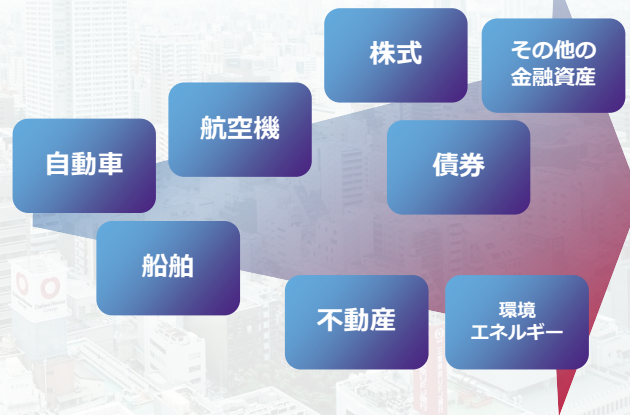 株式
その他の
金融資産
航空機
自動車
債券
船舶
不動産
環境
エネルギー